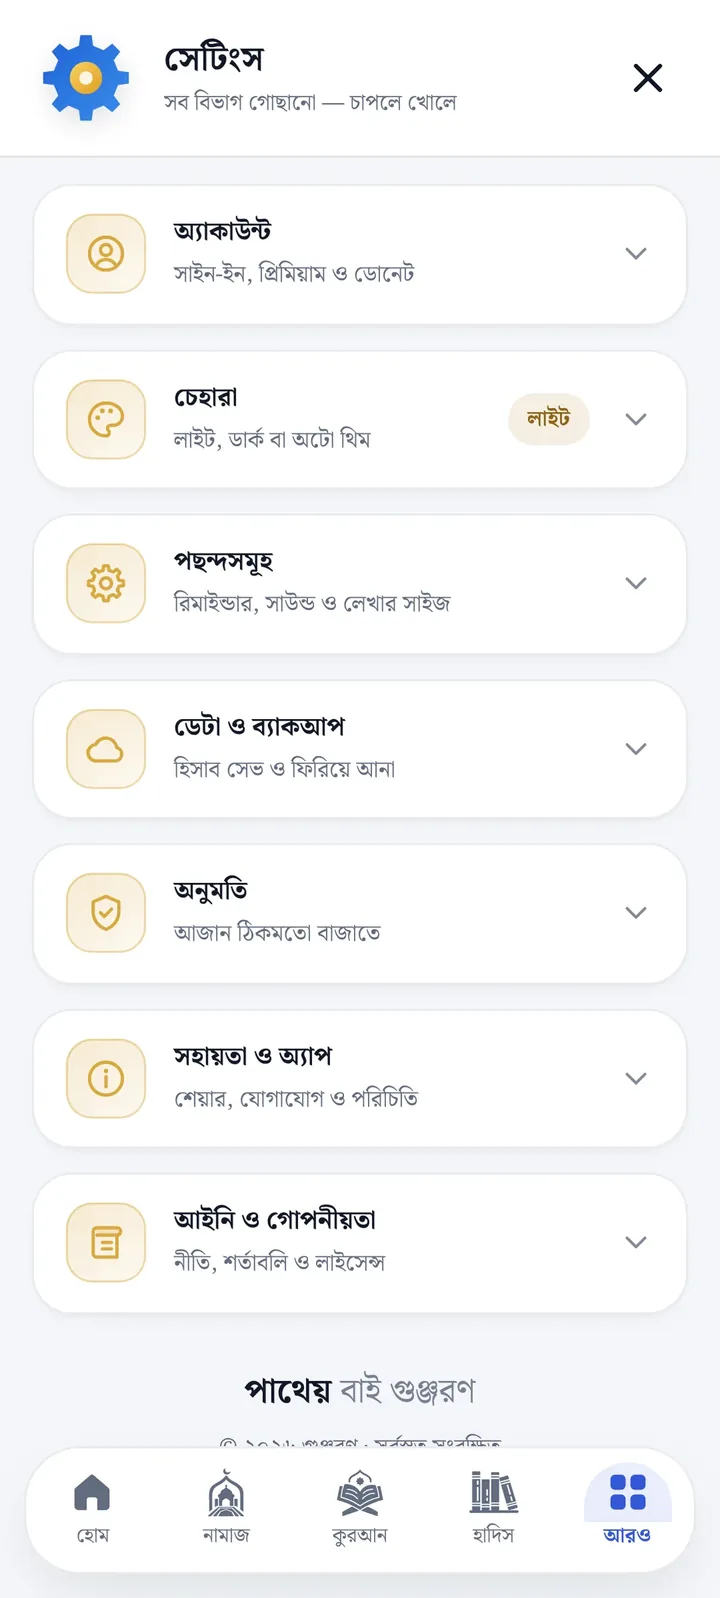 সেটিংস
সব বিভাগ গোছানো — চাপলে খোলে
অ্যাকাউন্ট
সাইন-ইন, প্রিমিয়াম ও ডোনেট
চেহারা
লাইট, ডার্ক বা অটো থিম
লাইট
পছন্দসমূহ
রিমাইন্ডার, সাউন্ড ও লেখার সাইজ
ডেটা ও ব্যাকআপ
হিসাব সেভ ও ফিরিয়ে আনা
অনুমতি
আজান ঠিকমতো বাজাতে
সহায়তা ও অ্যাপ
শেয়ার, যোগাযোগ ও পরিচিতি
আইনি ও গোপনীয়তা
নীতি, শর্তাবলি ও লাইসেন্স
পাথেয় বাই গুঞ্জরণ
হোম
নামাজ
কুরআন
হাদিস
আরও